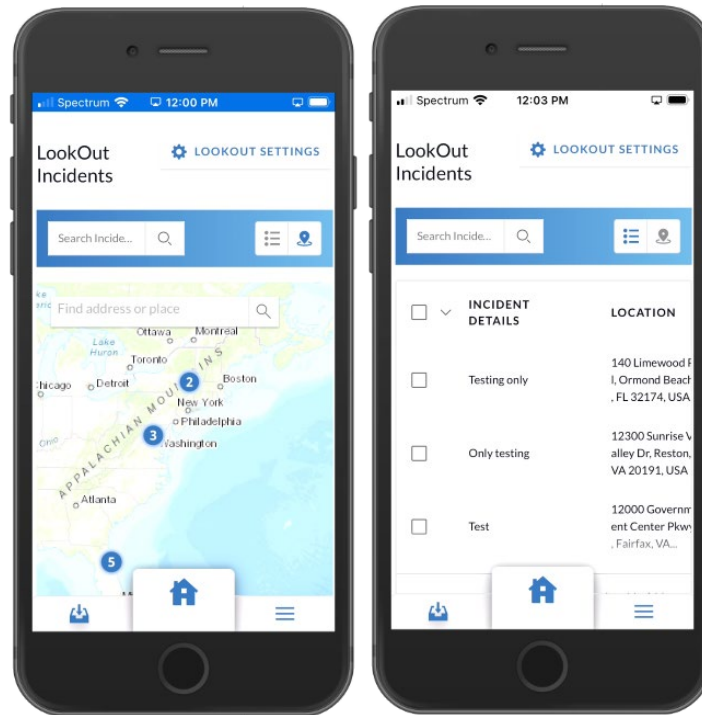 Spectrum 12:00 PM
LookOut
Incidents
LOOKOUT SETTINGS
Search Incide...
Find address or place
Ottawa
Montreal
Lake
Huron
Toronto
Chicago
Detroit
Boston
2
New York
Philadelphia
3
Washington
Ohio
APPALACHIAN MOUNTAINS
Atlanta
5
Spectrum 12:03 PM
LookOut
Incidents
LOOKOUT SETTINGS
Search Incide...
INCIDENT
DETAILS
LOCATION
Testing only
140 Limewood
l, Ormond Beach
, FL 32174, USA
Only testing
12300 Sunrise V
alley Dr, Reston,
VA 20191, USA
Test
12000 Governm
ent Center Pkwy
, Fairfax, VA...